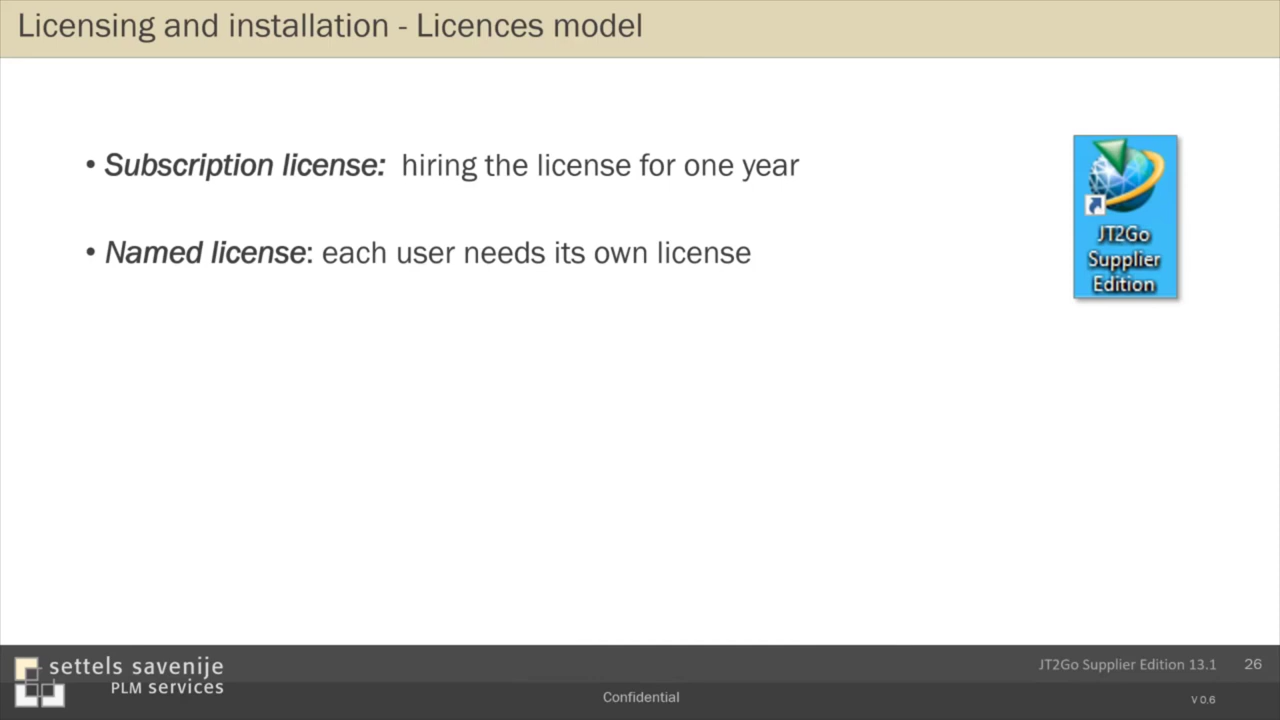 Licensing and installation - Licences model
• Subscription license: hiring the license for one year
• Named license: each user needs its own license
JT2Go
Supplier
Edition
settels savenije
PLM services
Confidential
JT2Go Supplier Edition 13.1 26
V 0.6